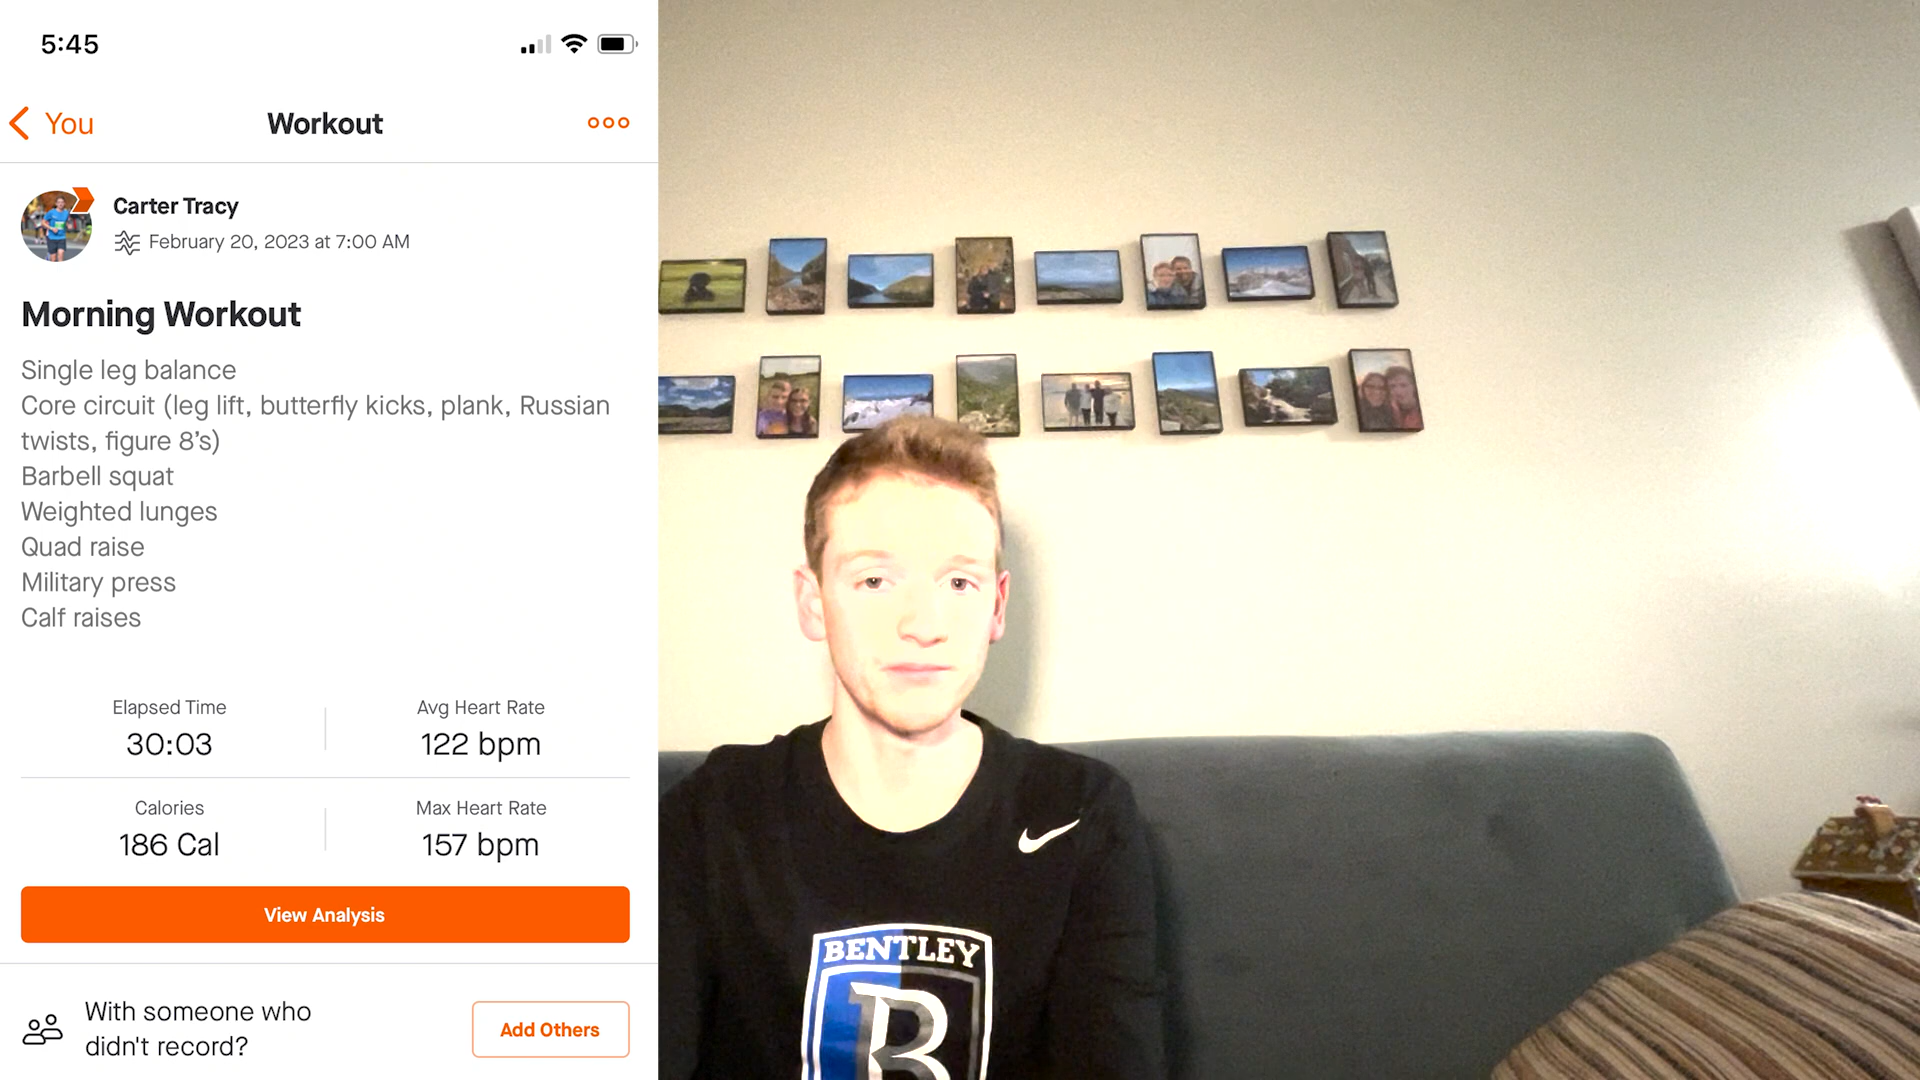 5:45
You
Workout
Carter Tracy
February 20, 2023 at 7:00 AM
Morning Workout
Single leg balance
Core circuit (leg lift, butterfly kicks, plank, Russian
twists, figure 8's)
Barbell squat
Weighted lunges
Quad raise
Military press
Calf raises
Elapsed Time
30:03
Avg Heart Rate
122 bpm
Calories
186 Cal
Max Heart Rate
157 bpm
View Analysis
With someone who
didn't record?
Add Others
BENTLEY
B